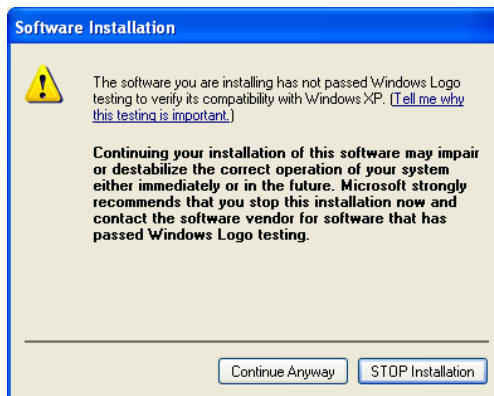 Software Installation
The software you are installing has not passed Windows Logo
testing to verify its compatibility with Windows XP. (Tell me why
this testing is important.)
Continuing your installation of this software may impair
or destabilize the correct operation of your system
either immediately or in the future. Microsoft strongly
recommends that you stop this installation now and
contact the software vendor for software that has
passed Windows Logo testing.
Continue Anyway
STOP Installation